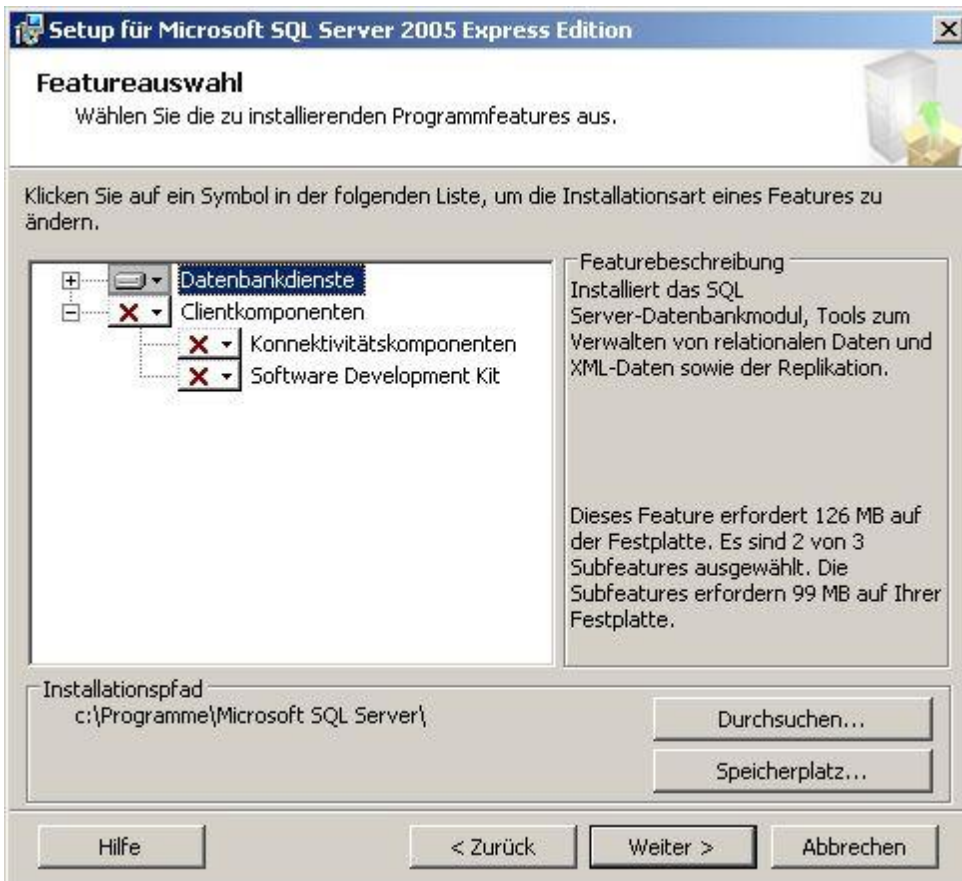 Setup für Microsoft SQL Server 2005 Express Edition
Featureauswahl
Wählen Sie die zu installierenden Programmfeatures aus.
Klicken Sie auf ein Symbol in der folgenden Liste, um die Installationsart eines Features zu
ändern.
Datenbankdienste
Clientkomponenten
Konnektivitätskomponenten
Software Development Kit
Featurebeschreibung
Installiert das SQL
Server-Datenbankmodul, Tools zum
Verwalten von relationalen Daten und
XML-Daten sowie der Replikation.
Dieses Feature erfordert 126 MB auf
der Festplatte. Es sind 2 von 3
Subfeatures ausgewählt. Die
Subfeatures erfordern 99 MB auf Ihrer
Festplatte.
Installationspfad
c:\Programme\Microsoft SQL Server\
Durchsuchen...
Speicherplatz...
Hilfe
< Zurück
Weiter >
Abbrechen